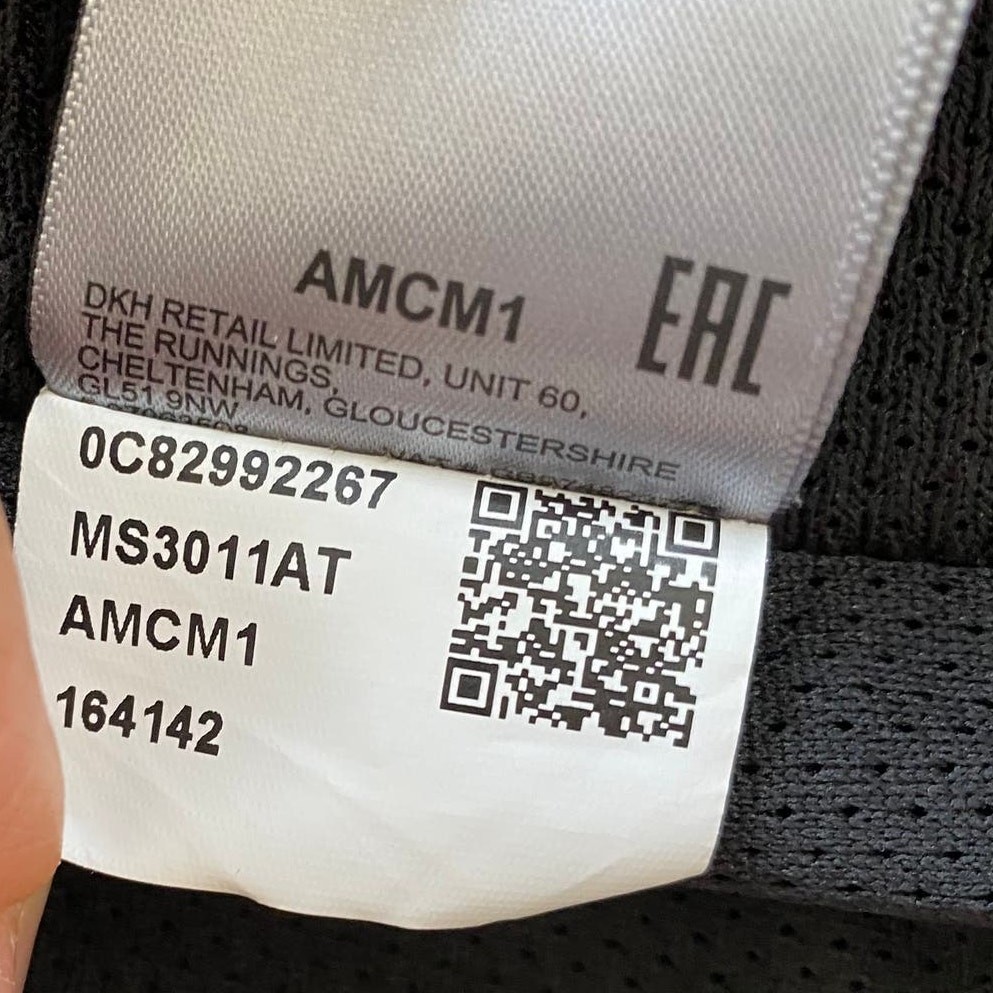 AMCM1
EAC
DKH RETAIL LIMITED, UNIT 60,
THE RUNNINGS,
CHELTENHAM, GLOUCESTERSHIRE
GL51 9NW
0C82992267
MS3011AT
AMCM1
164142